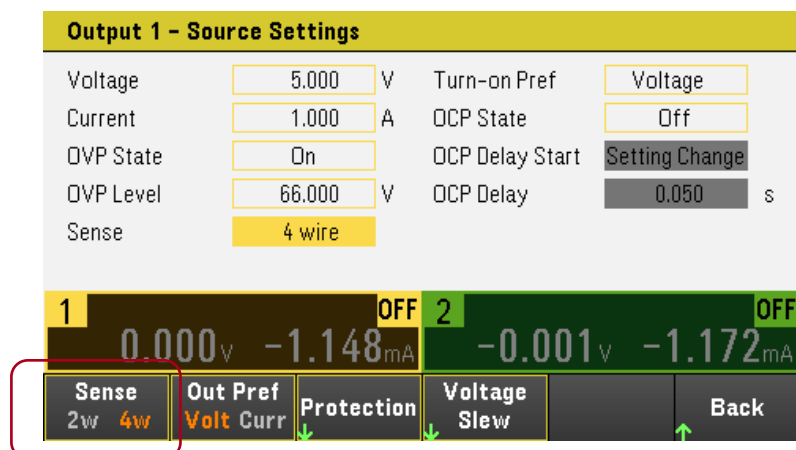 Output 1 – Source Settings
Voltage 5.000 V Turn-on Pref Voltage
Current 1.000 A OCP State Off
OVP State On OCP Delay Start Setting Change
OVP Level 66.000 V OCP Delay 0.050 s
Sense 4 wire
1 OFF 2 OFF
0.000V -1.148mA -0.001V -1.172mA
Sense Out Pref Protection Voltage Back
2w 4w Volt Curr Slew